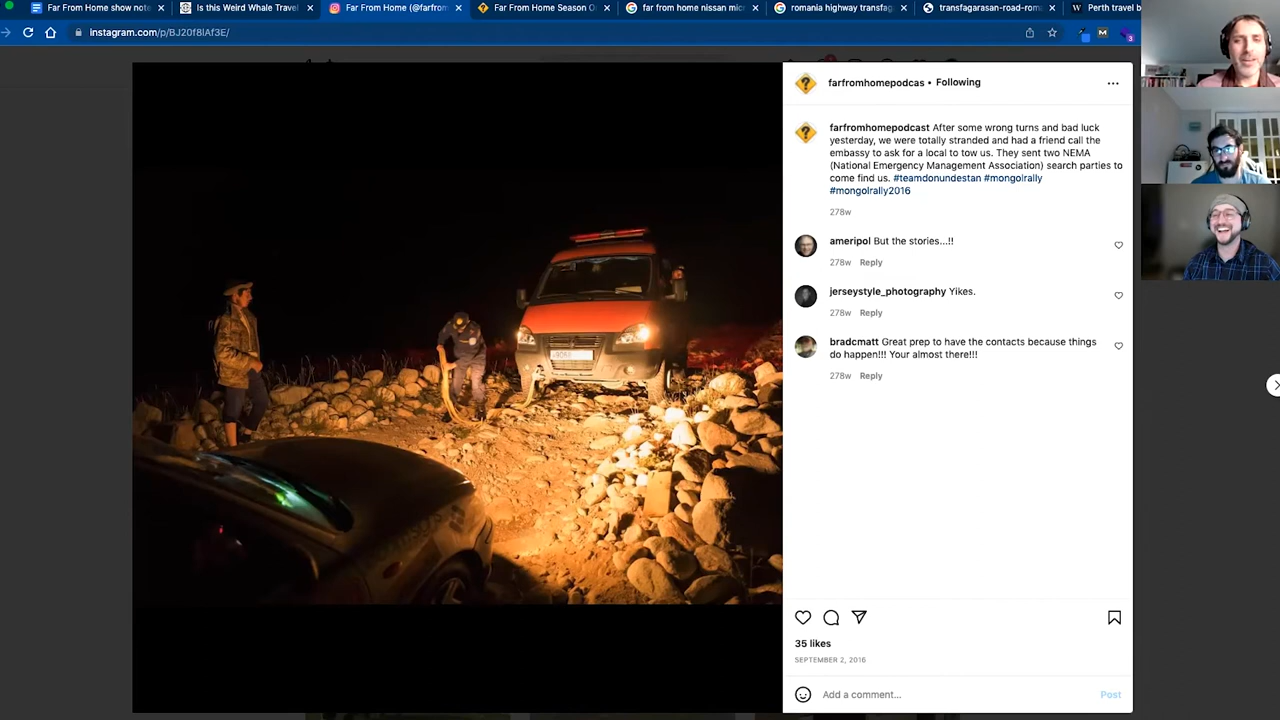 Far From Home show note
Is this Weird Whale Travel
Far From Home (@farfrom
Far From Home Season O
far from home nissan mic
romania highway transfag
transfagarasan-road-rom
Perth travel b
instagram.com/p/BJ20f8lAf3E/
farfromhomepodcas • Following
farfromhomepodcast After some wrong turns and bad luck
yesterday, we were totally stranded and had a friend call the
embassy to ask for a local to tow us. They sent two NEMA
(National Emergency Management Association) search parties to
come find us. #teamdonundestan #mongolrally
#mongolrally2016
278w
ameripol But the stories...!!
278w Reply
jerseystyle_photography Yikes.
278w Reply
bradcmatt Great prep to have the contacts because things
do happen!!! Your almost there!!!
278w Reply
35 likes
SEPTEMBER 2, 2016
Add a comment...
Post